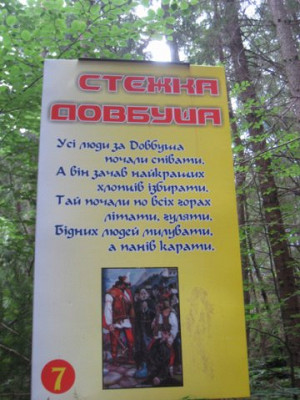 СТЕЖКА
ДОВБУША
Усі люди за Довбуша
почали співати,
А він зачав найкращих
хлопців ізбирати,
Тай почали по всіх горах
літати, гуляти,
Бідних людей милувати,
а панів карати.
7